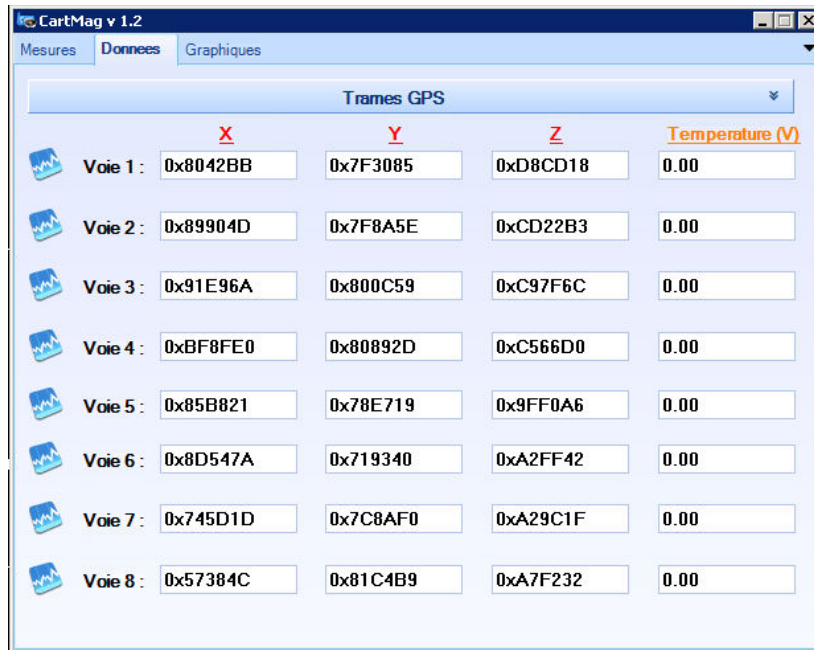 CartMag v 1.2
Mesures Donnees Graphiques
Trames GPS
X Y Z Temperature (V)
Voie 1 : 0x8042BB 0x7F3085 0xD8CD18 0.00
Voie 2 : 0x89904D 0x7F8A5E 0xCD22B3 0.00
Voie 3 : 0x91E96A 0x800C59 0xC97F6C 0.00
Voie 4 : 0xBF8FE0 0x80892D 0xC566D0 0.00
Voie 5 : 0x85B821 0x78E719 0x9FF0A6 0.00
Voie 6 : 0x8D547A 0x719340 0xA2FF42 0.00
Voie 7 : 0x745D1D 0x7C8AF0 0xA29C1F 0.00
Voie 8 : 0x57384C 0x81C4B9 0xA7F232 0.00